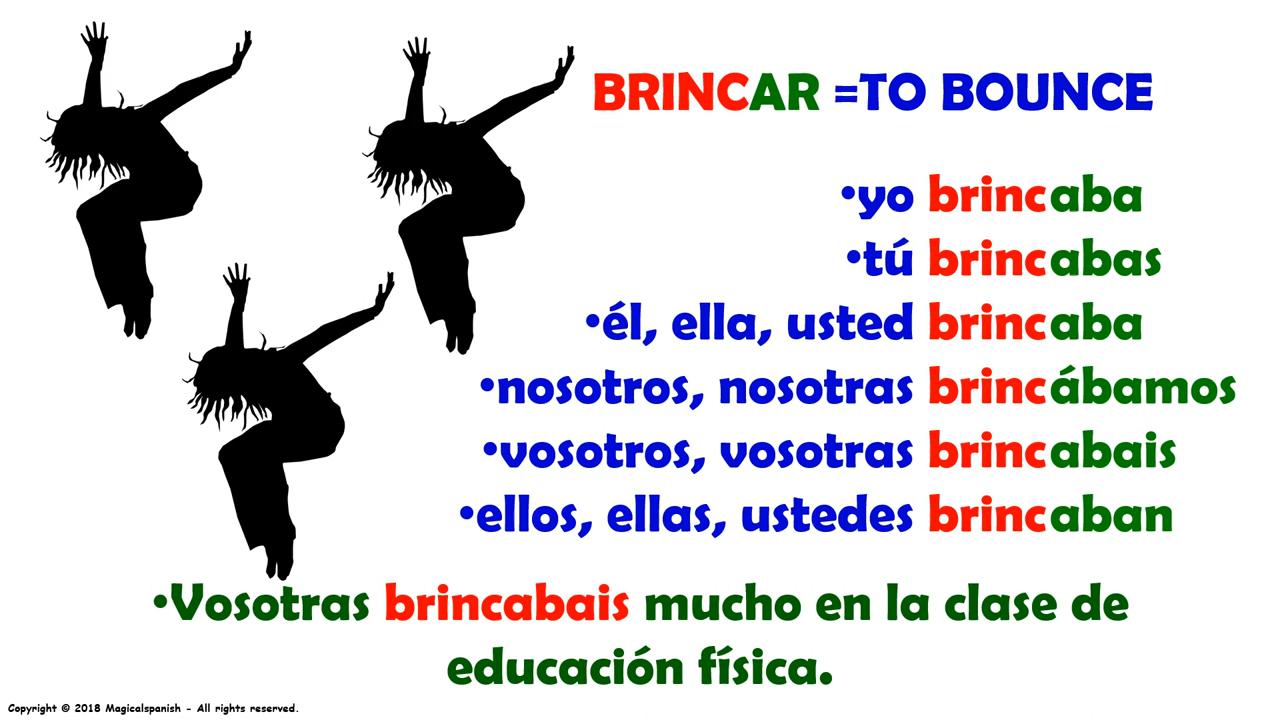 BRINCAR =TO BOUNCE
•yo brincaba
•tú brincabas
•él, ella, usted brincaba
•nosotros, nosotras brincábamos
•vosotros, vosotras brincabais
•ellos, ellas, ustedes brincaban
•Vosotras brincabais mucho en la clase de
educación física.
Copyright © 2018 Magicalspanish - All rights reserved.